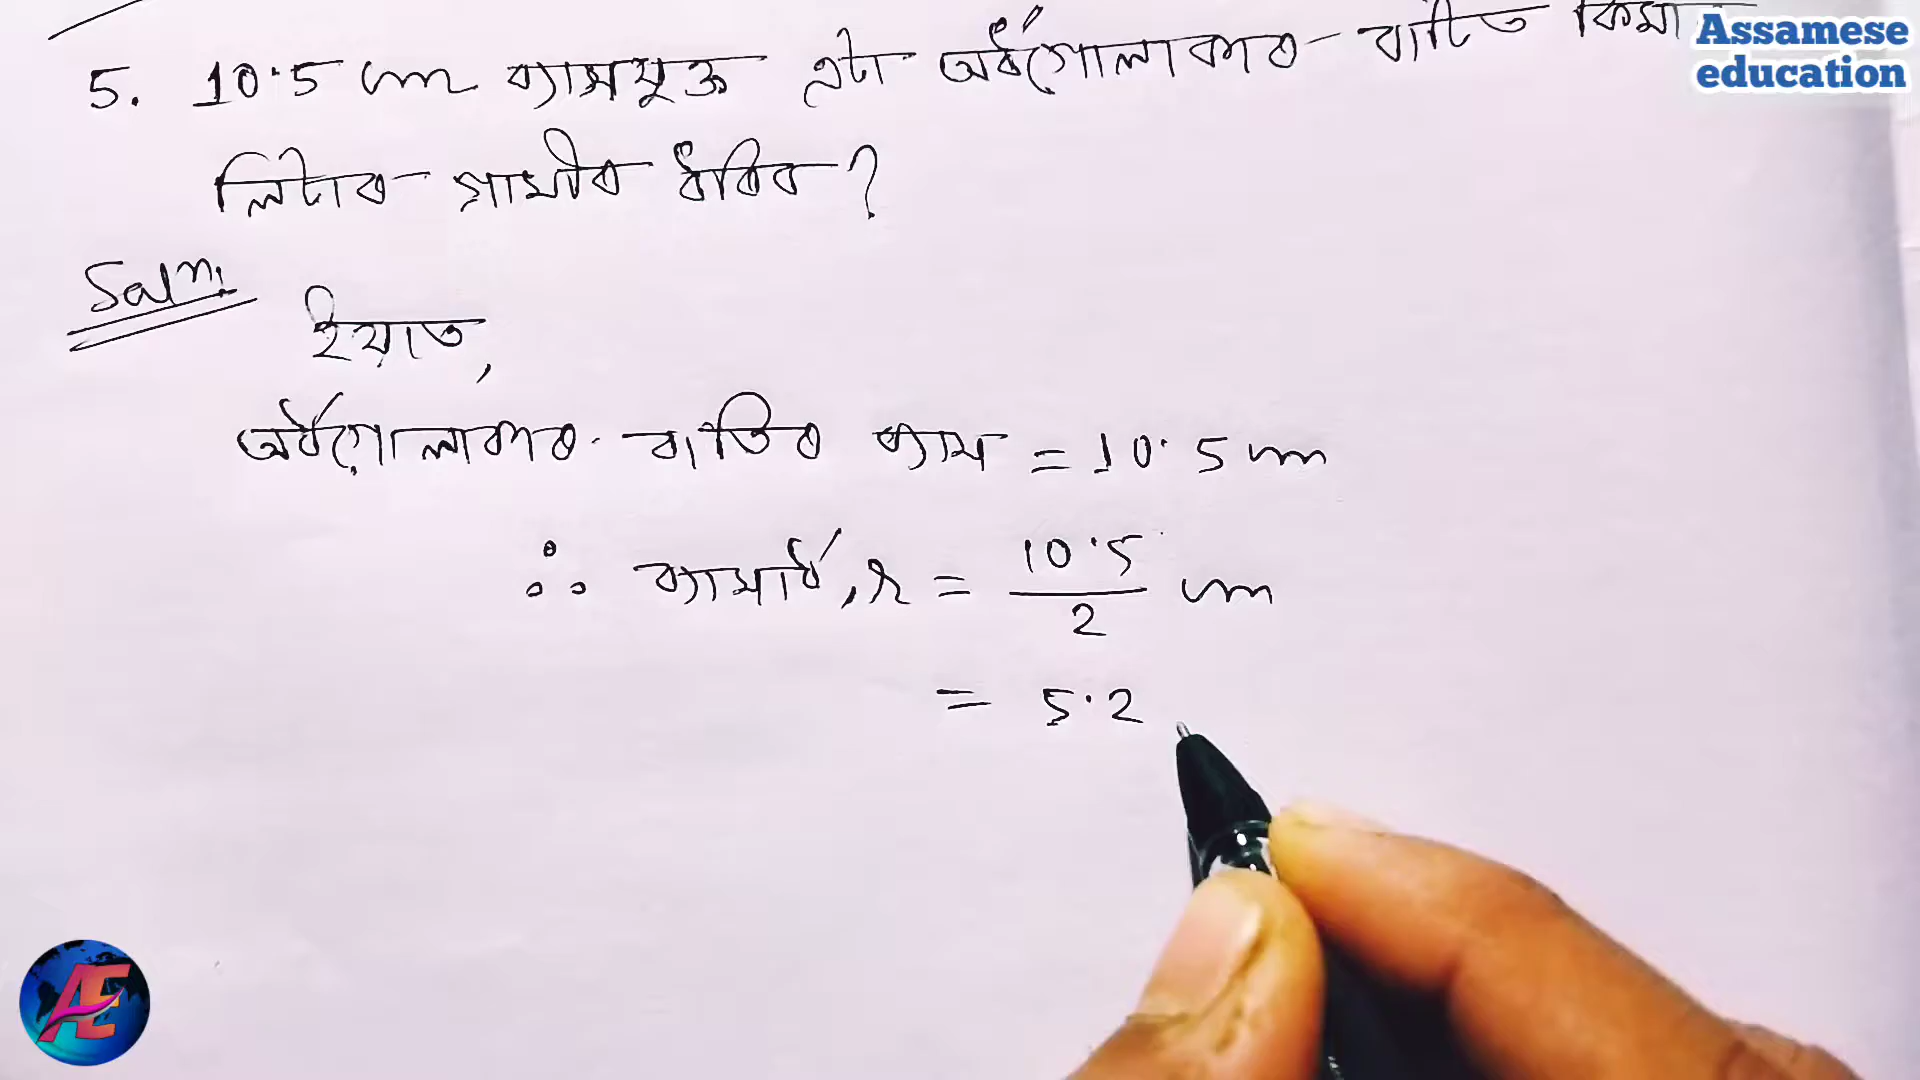 5. 10.5 cm ব্যাসযুক্ত এটা অৰ্ধগোলাকাৰ বাটিত কিমান
লিটাৰ গাখীৰ ধৰিব?
Soln:
ইয়াত,
অৰ্ধগোলাকাৰ বাতিৰ ব্যাস = 10.5 cm
∴ ব্যাসাৰ্ধ, r = 10.5/2 cm
= 5.2
Assamese
education
AE